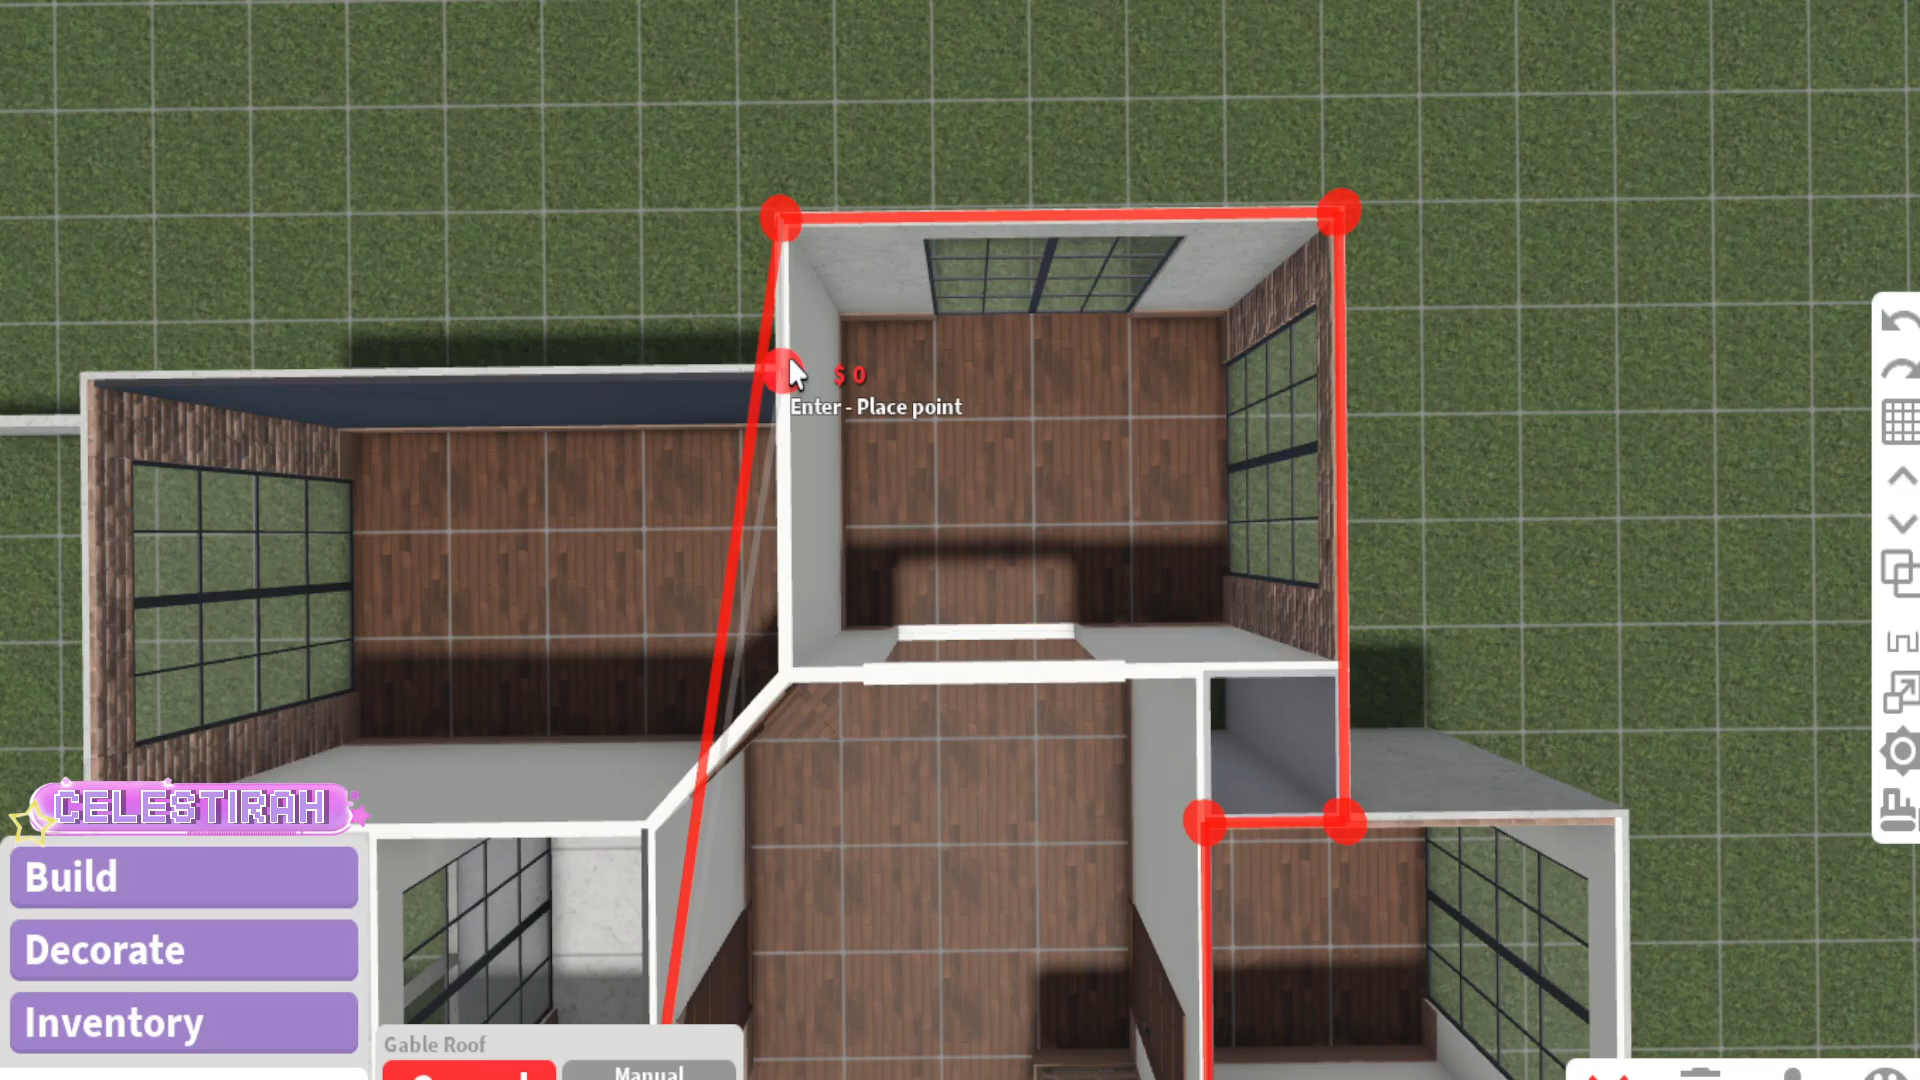 $ 0
Enter - Place point
CELESTIRAH
Build
Decorate
Inventory
Gable Roof
Manual